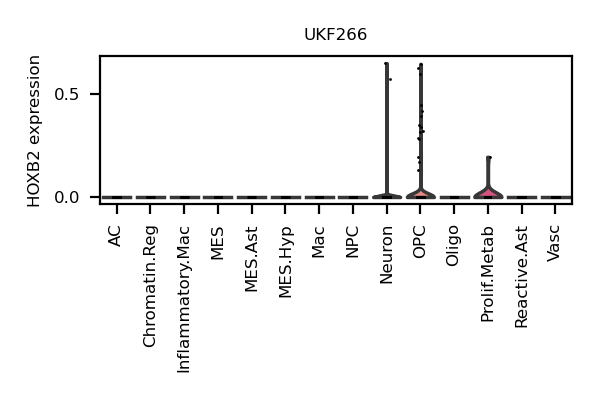 UKF266
HOXB2 expression
0.5
0.0
AC
Chromatin.Reg
Inflammatory.Mac
MES
MES.Ast
MES.Hyp
Mac
NPC
Neuron
OPC
Oligo
Prolif.Metab
Reactive.Ast
Vasc